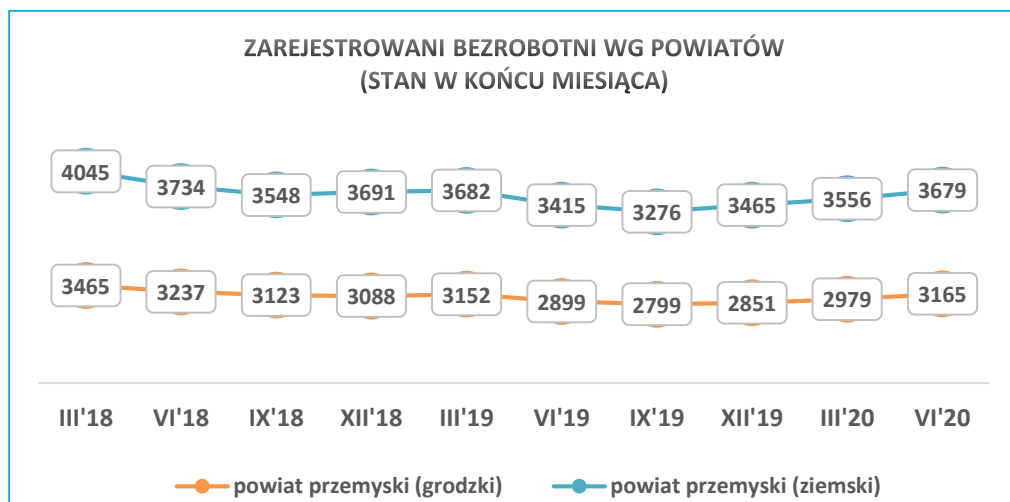 ZAREJESTROWANI BEZROBOTNI WG POWIATÓW
(STAN W KOŃCU MIESIĄCA)
4045 3734 3548 3691 3682 3415 3276 3465 3556 3679
3465 3237 3123 3088 3152 2899 2799 2851 2979 3165
III'18 VI'18 IX'18 XII'18 III'19 VI'19 IX'19 XII'19 III'20 VI'20
powiat przemyski (grodzki) powiat przemyski (ziemski)